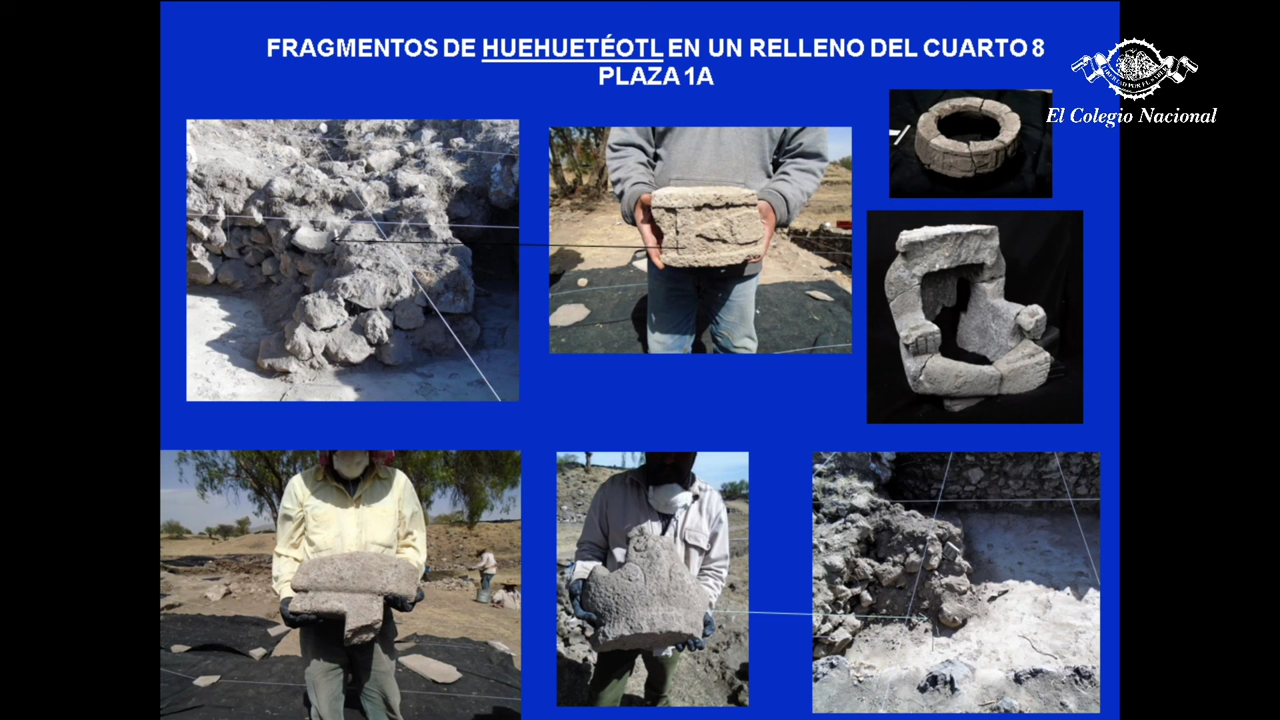 FRAGMENTOS DE HUEHUETÉOTL EN UN RELLENO DEL CUARTO 8
PLAZA 1A
El Colegio Nacional